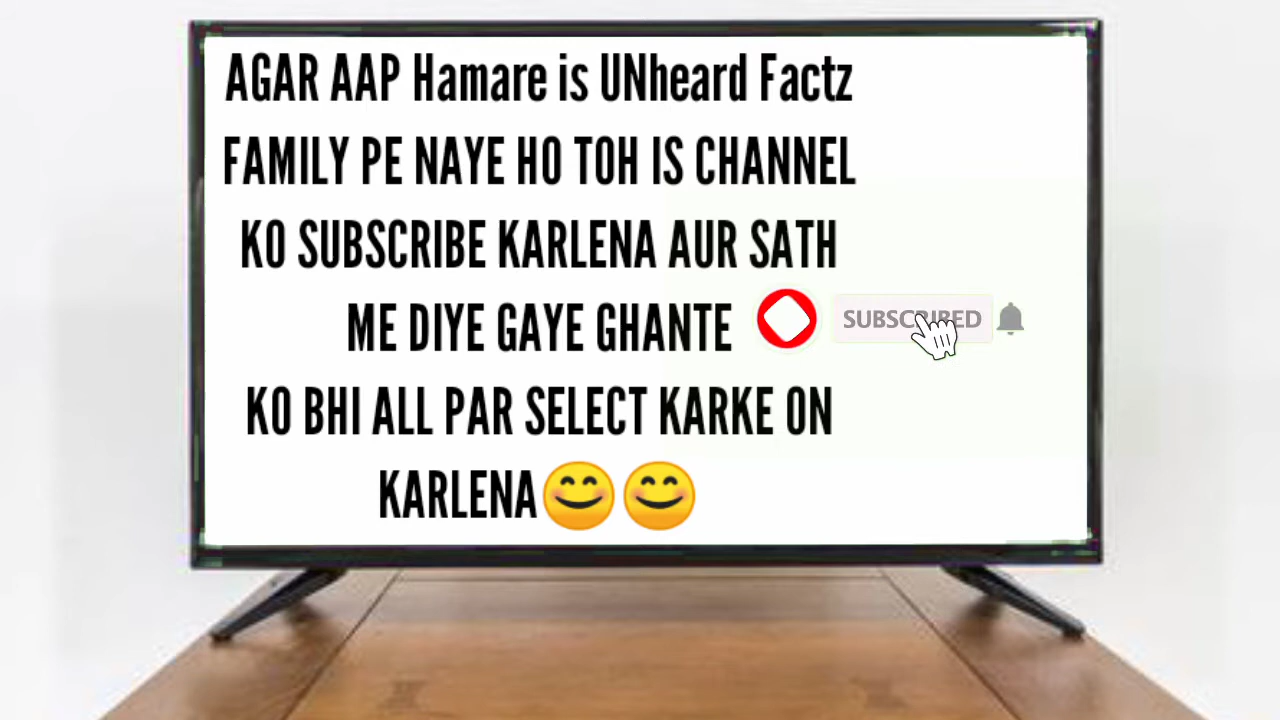 AGAR AAP Hamare is UNheard Factz
FAMILY PE NAYE HO TOH IS CHANNEL
KO SUBSCRIBE KARLENA AUR SATH
ME DIYE GAYE GHANTE SUBSCRIBED
KO BHI ALL PAR SELECT KARKE ON
KARLENA😊😊